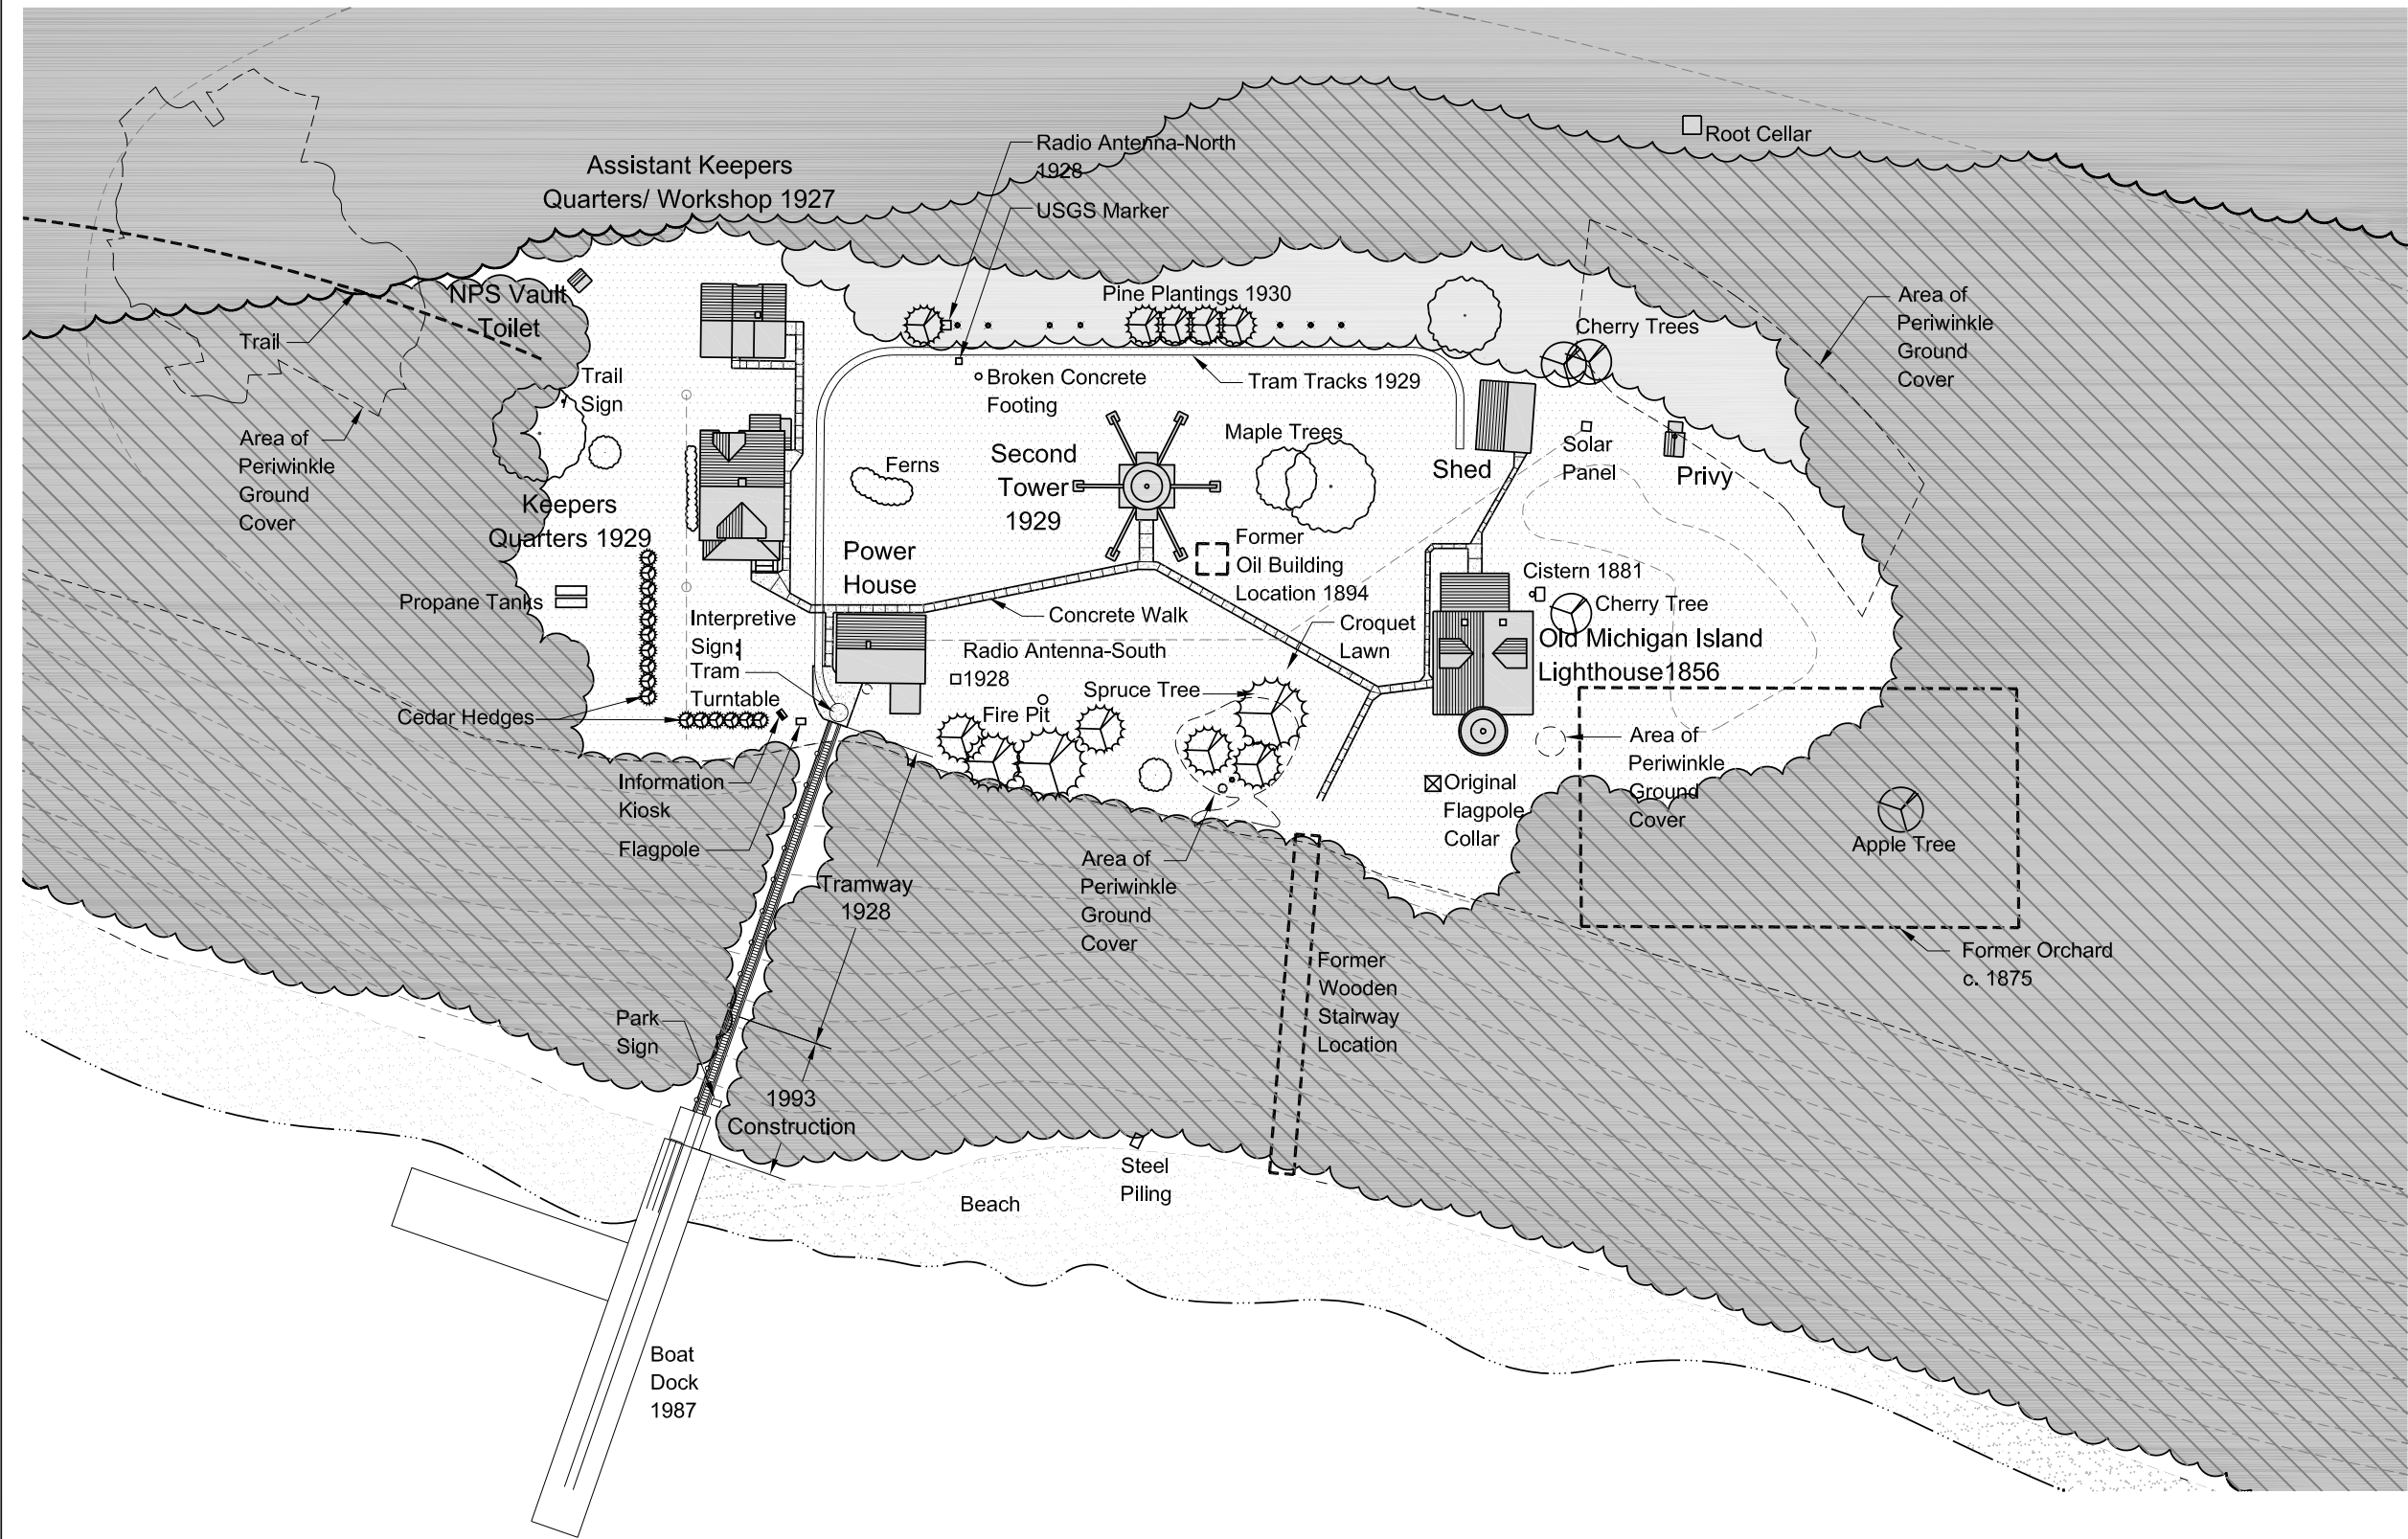 Radio Antenna-North
1928
Root Cellar
Assistant Keepers
Quarters/ Workshop 1927
USGS Marker
NPS Vault
Toilet
Pine Plantings 1930
Area of
Periwinkle
Ground
Cover
Cherry Trees
Trail
Trail
Sign
Broken Concrete
Footing
Tram Tracks 1929
Area of
Periwinkle
Ground
Cover
Ferns
Second
Tower
1929
Maple Trees
Shed
Solar
Panel
Privy
Keepers
Quarters 1929
Power
House
Former
Oil Building
Location 1894
Cistern 1881
Propane Tanks
Interpretive
Sign
Concrete Walk
Croquet
Lawn
Cherry Tree
Old Michigan Island
Lighthouse1856
Tram
Turntable
Radio Antenna-South
1928
Spruce Tree
Cedar Hedges
Fire Pit
Area of
Periwinkle
Ground
Cover
Information
Kiosk
Original
Flagpole
Collar
Flagpole
Apple Tree
Tramway
1928
Area of
Periwinkle
Ground
Cover
Former Orchard
c. 1875
Former
Wooden
Stairway
Location
Park
Sign
1993
Construction
Steel
Piling
Beach
Boat
Dock
1987